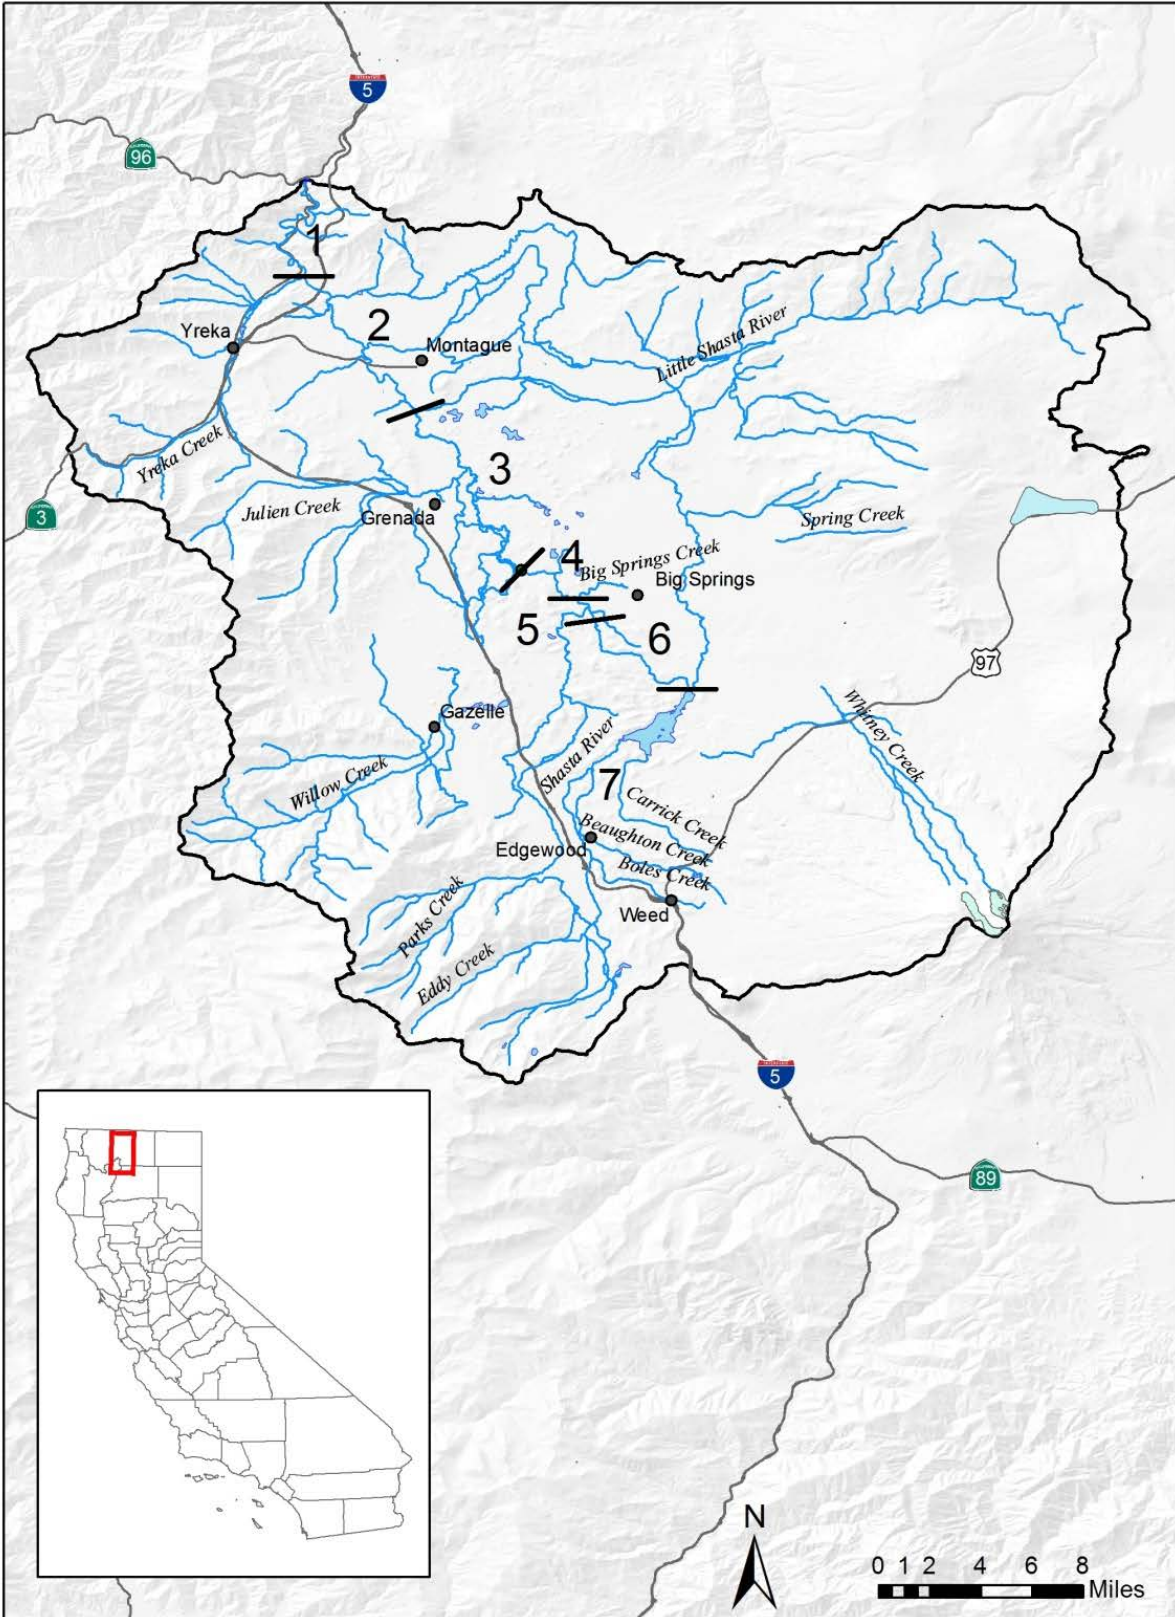 INTERSTATE
5
96
1
2
Yreka
Montague
Little Shasta River
Yreka Creek
3
Julien Creek
Grenada
3
Spring Creek
4
Big Springs Creek
Big Springs
5
6
97
Gazelle
Whitney Creek
Shasta River
Willow Creek
7
Carrick Creek
Beaughton Creek
Edgewood
Boles Creek
Weed
Parks Creek
Eddy Creek
INTERSTATE
5
89
N
0 1 2 4 6 8
Miles